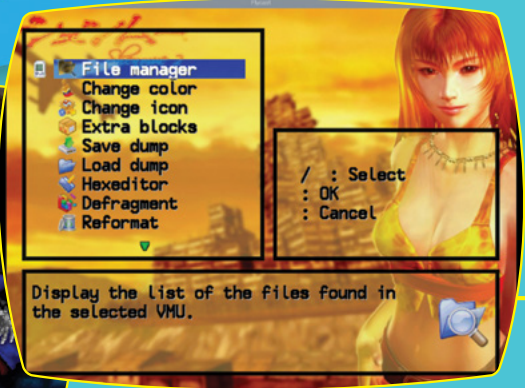 File manager
Change color
Change icon
Extra blocks
Save dump
Load dump
Hexeditor
Defragment
Reformat
/ : Select
: OK
: Cancel
Display the list of the files found in
the selected VMU.